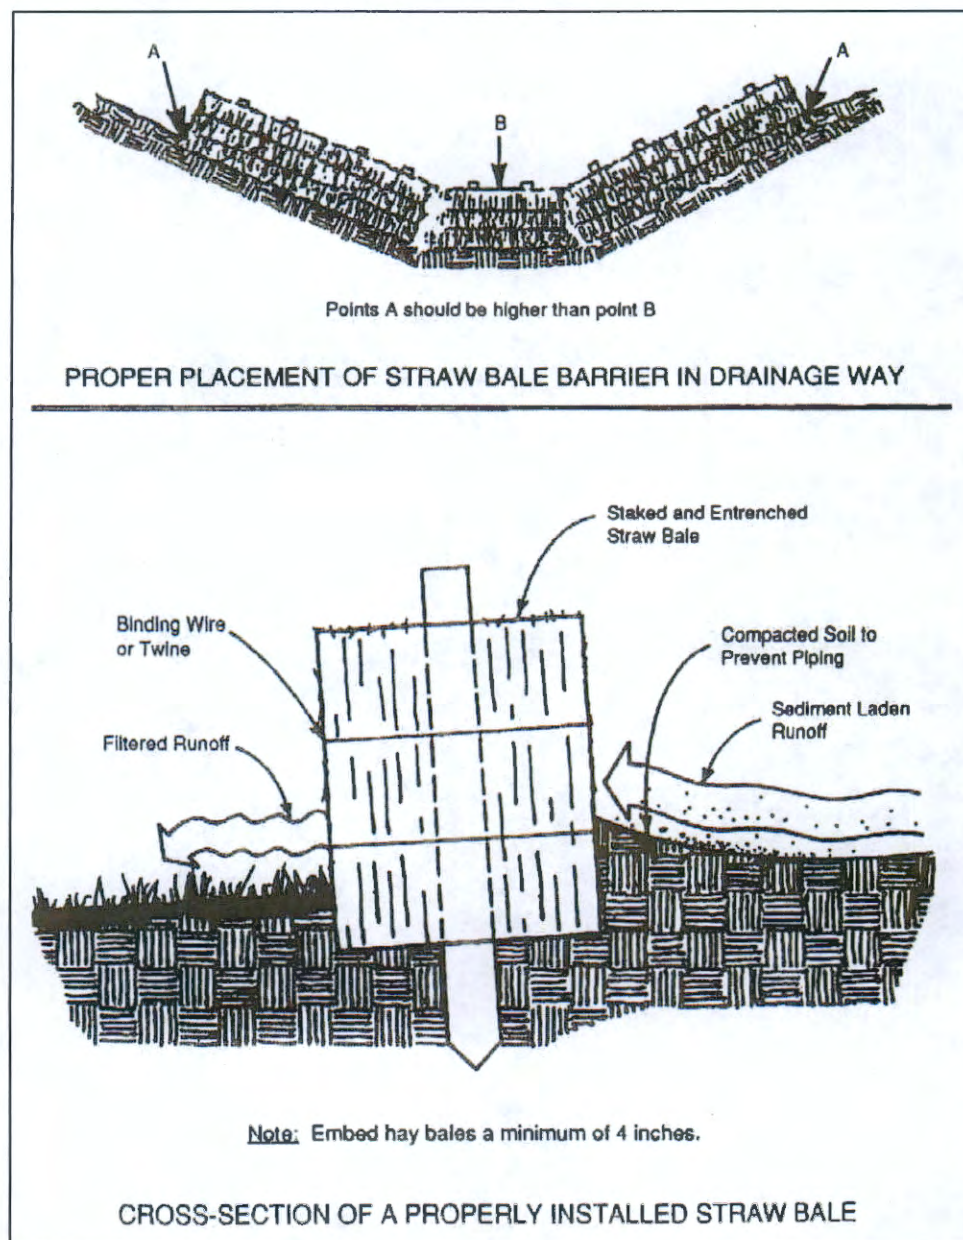 A
A
B
Points A should be higher than point B
PROPER PLACEMENT OF STRAW BALE BARRIER IN DRAINAGE WAY
Staked and Entrenched
Straw Bale
Binding Wire
or Twine
Compacted Soil to
Prevent Piping
Filtered Runoff
Sediment Laden
Runoff
Note: Embed hay bales a minimum of 4 inches.
CROSS-SECTION OF A PROPERLY INSTALLED STRAW BALE